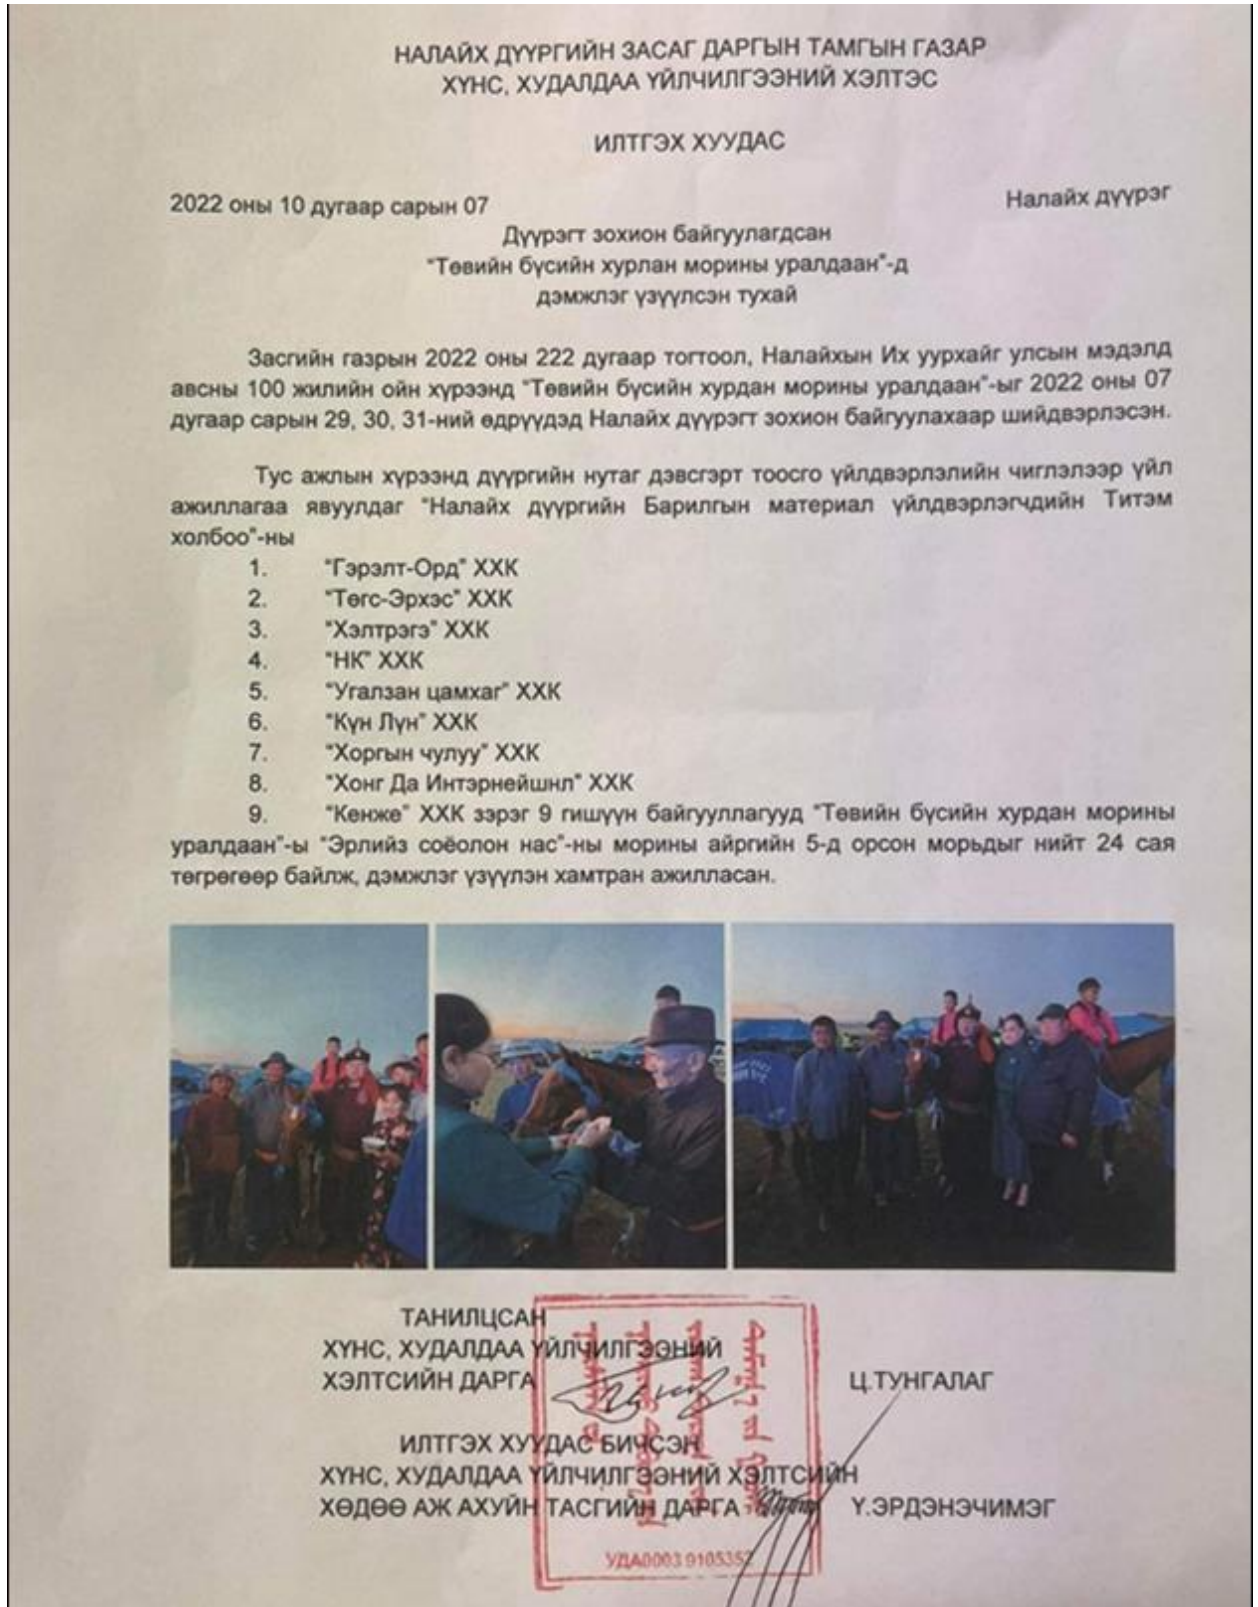 НАЛАЙХ ДҮҮРГИЙН ЗАСАГ ДАРГЫН ТАМГЫН ГАЗАР
ХҮНС, ХУДАЛДАА ҮЙЛЧИЛГЭЭНИЙ ХЭЛТЭС
ИЛТГЭХ ХУУДАС
2022 оны 10 дугаар сарын 07 Налайх дүүрэг
Дүүрэгт зохион байгуулагдсан
"Төвийн бүсийн хурлан морины уралдаан"-д
дэмжлэг үзүүлсэн тухай
Засгийн газрын 2022 оны 222 дугаар тогтоол, Налайхын Их уурхайг улсын мэдэлд
авсны 100 жилийн ойн хүрээнд "Төвийн бүсийн хурдан морины уралдаан"-ыг 2022 оны 07
дугаар сарын 29, 30, 31-ний өдрүүдэд Налайх дүүрэгт зохион байгуулахаар шийдвэрлэсэн.
Тус ажлын хүрээнд дүүргийн нутаг дэвсгэрт тоосго үйлдвэрлэлийн чиглэлээр үйл
ажиллагаа явуулдаг "Налайх дүүргийн Барилгын материал үйлдвэрлэгчдийн Титэм
холбоо"-ны
1. "Гэрэлт-Орд" ХХК
2. "Төгс-Эрхэс" ХХК
3. "Хэлтрэгэ" ХХК
4. "НК" ХХК
5. "Угалзан цамхаг" ХХК
6. "Күн Лүн" ХХК
7. "Хоргын чулуу" ХХК
8. "Хонг Да Интэрнейшнл" ХХК
9. "Кенже" ХХК зэрэг 9 гишүүн байгууллагууд "Төвийн бүсийн хурдан морины
уралдаан"-ы "Эрлийз соёолон нас"-ны морины айргийн 5-д орсон морьдыг нийт 24 сая
төгрөгөөр байлж, дэмжлэг үзүүлэн хамтран ажилласан.
ТАНИЛЦСАН
ХҮНС, ХУДАЛДАА ҮЙЛЧИЛГЭЭНИЙ
ХЭЛТСИЙН ДАРГА Ц.ТУНГАЛАГ
ИЛТГЭХ ХУУДАС БИЧСЭН
ХҮНС, ХУДАЛДАА ҮЙЛЧИЛГЭЭНИЙ ХЭЛТСИЙН
ХӨДӨӨ АЖ АХУЙН ТАСГИЙН ДАРГА Ү.ЭРДЭНЭЧИМЭГ
УДА0003 9105352